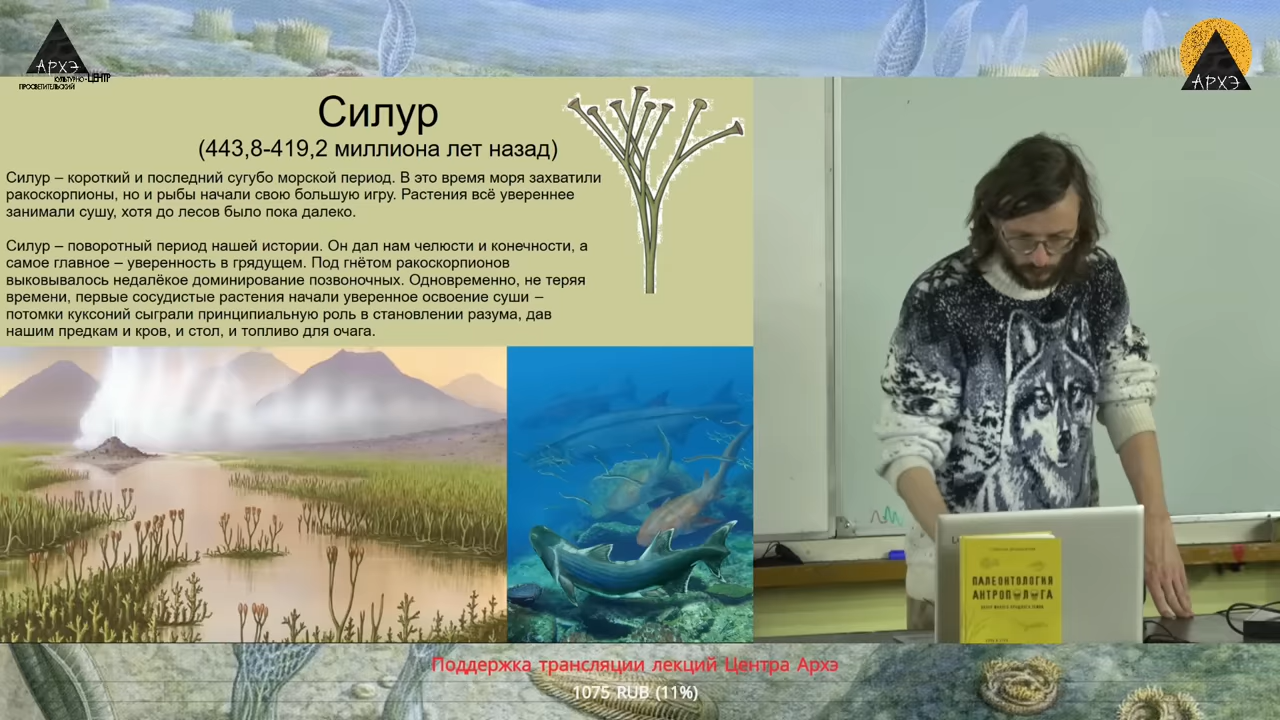 АРХЭ
КУЛЬТУРНО-ЦЕНТР
ПРОСВЕТИТЕЛЬСКИЙ
АРХЭ
Силур
(443,8-419,2 миллиона лет назад)
Силур – короткий и последний сугубо морской период. В это время моря захватили
ракоскорпионы, но и рыбы начали свою большую игру. Растения всё увереннее
занимали сушу, хотя до лесов было пока далеко.
Силур – поворотный период нашей истории. Он дал нам челюсти и конечности, а
самое главное – уверенность в грядущем. Под гнётом ракоскорпионов
выковывалось недалёкое доминирование позвоночных. Одновременно, не теряя
времени, первые сосудистые растения начали уверенное освоение суши –
потомки куксоний сыграли принципиальную роль в становлении разума, дав
нашим предкам и кров, и стол, и топливо для очага.
ПАЛЕОНТОЛОГИЯ
АНТРОПОЛОГА
Поддержка трансляции лекций Центра Архэ
1075 RUB (11%)